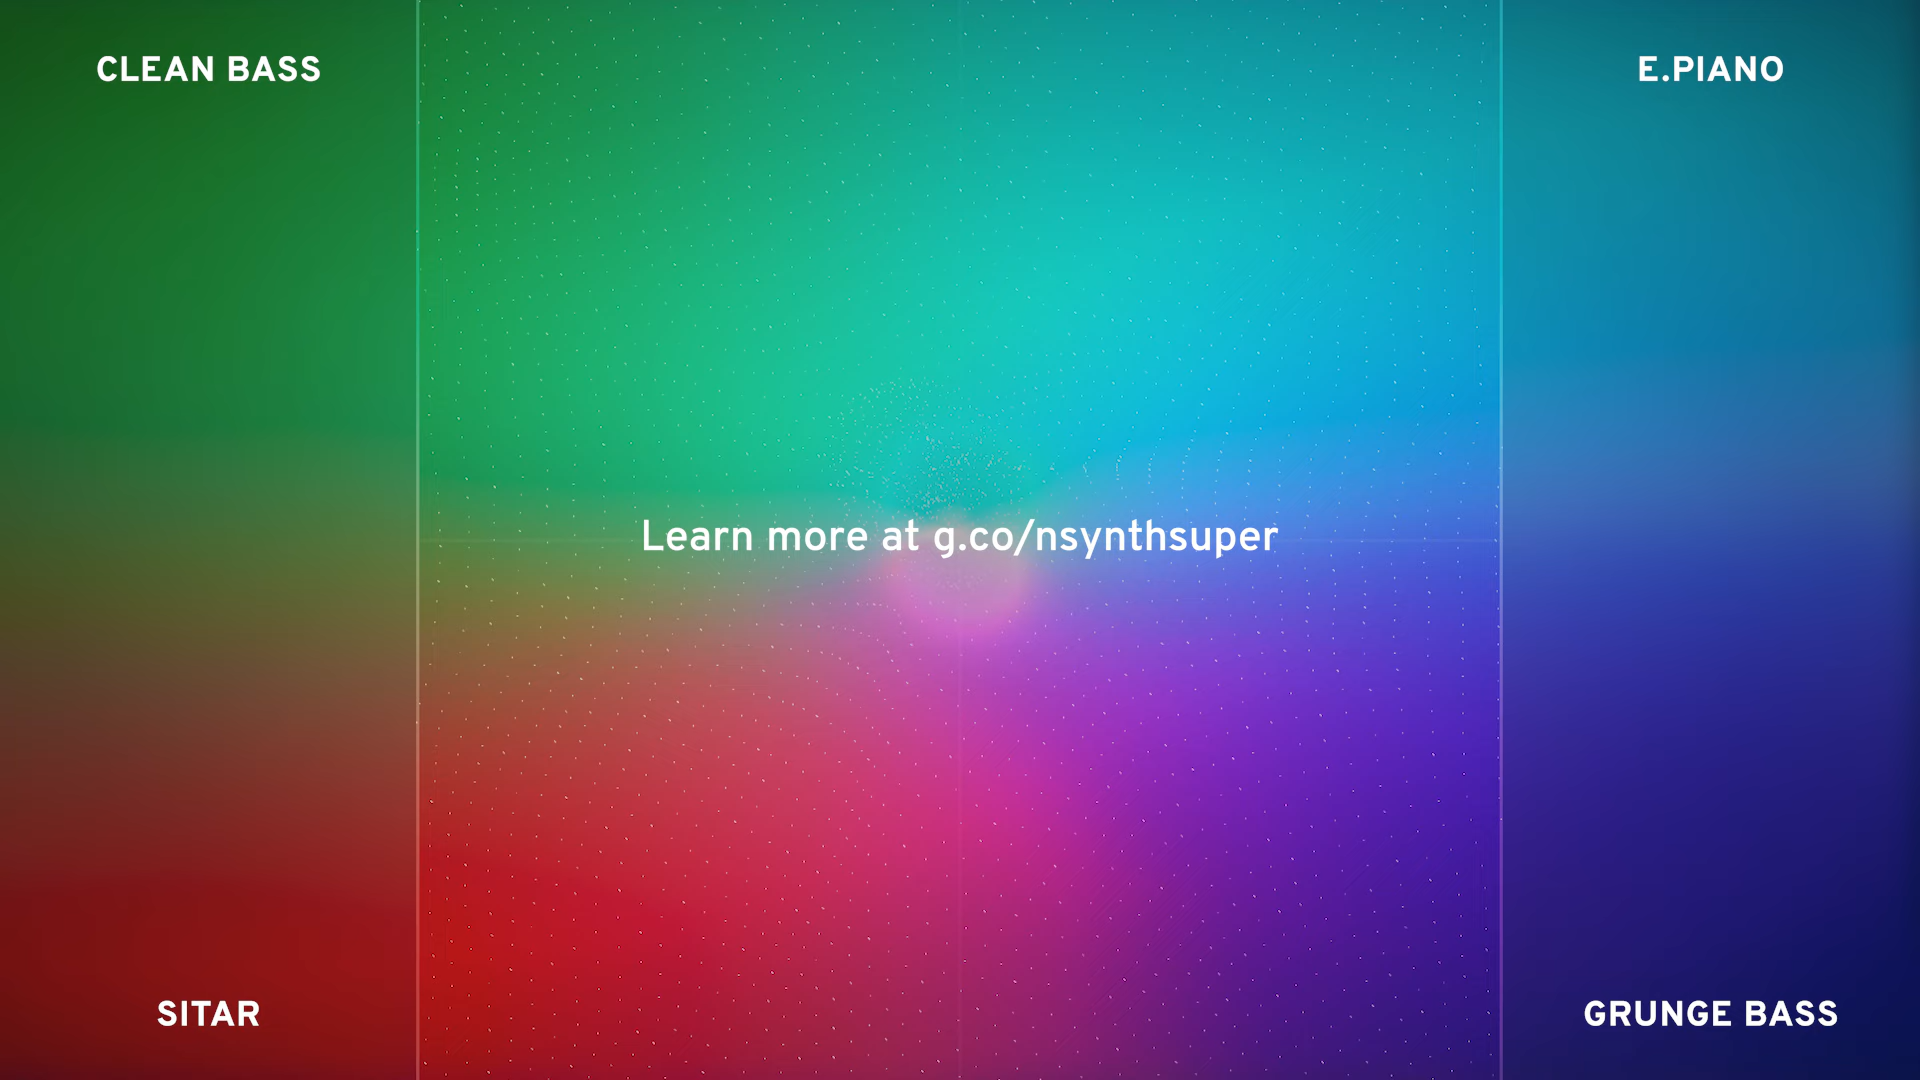 CLEAN BASS
E.PIANO
Learn more at g.co/nsynthsuper
SITAR
GRUNGE BASS